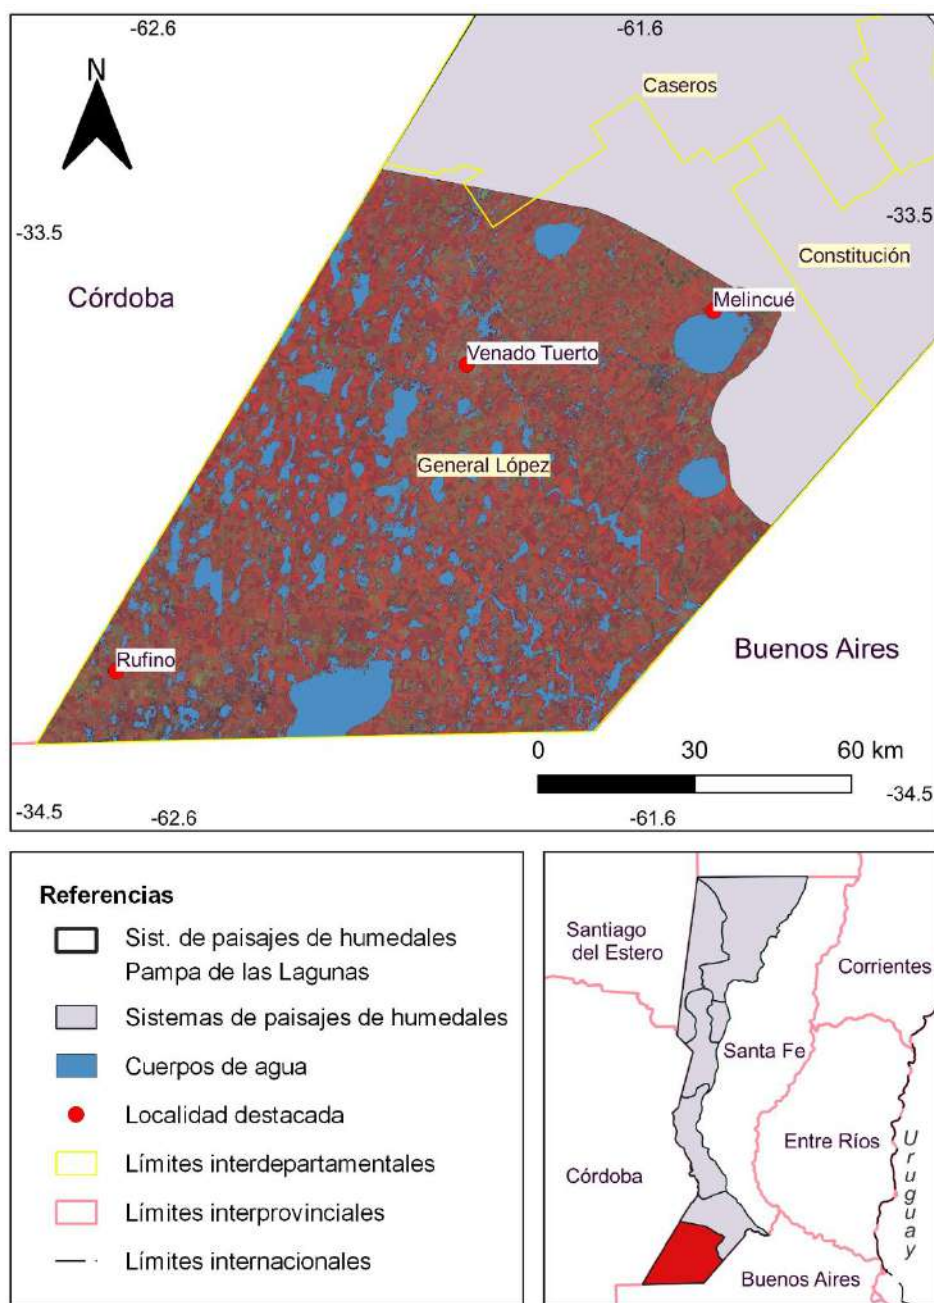 -62.6
-61.6
N
Caseros
-33.5
-33.5
Constitución
Córdoba
Melincué
Venado Tuerto
General López
Buenos Aires
Rufino
0 30 60 km
-34.5
-34.5
-62.6
-61.6
Referencias
Sist. de paisajes de humedales
Pampa de las Lagunas
Sistemas de paisajes de humedales
Cuerpos de agua
Localidad destacada
Límites interdepartamentales
Límites interprovinciales
Límites internacionales
Santiago
del Estero
Corrientes
Santa Fe
Entre Ríos
Uruguay
Córdoba
Buenos Aires